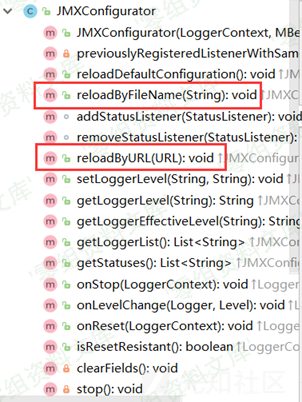 JMXConfigurator
JMXConfigurator(LoggerContext, MBe
previouslyRegisteredListenerWithSam
reloadDefaultConfiguration(): void ↑JM
reloadByFileName(String): void ↑JMXC
addStatusListener(StatusListener): void
removeStatusListener(StatusListener):
reloadByURL(URL): void ↑JMXConfigura
setLoggerLevel(String, String): void ↑JM
getLoggerLevel(String): String ↑JMXCo
getLoggerEffectiveLevel(String): String
getLoggerList(): List<String> ↑JMXCo
getStatuses(): List<String> ↑JMXConfi
onStop(LoggerContext): void ↑Logger
onLevelChange(Logger, Level): void ↑L
onReset(LoggerContext): void ↑Logge
isResetResistant(): boolean ↑LoggerCo
clearFields(): void
stop(): void